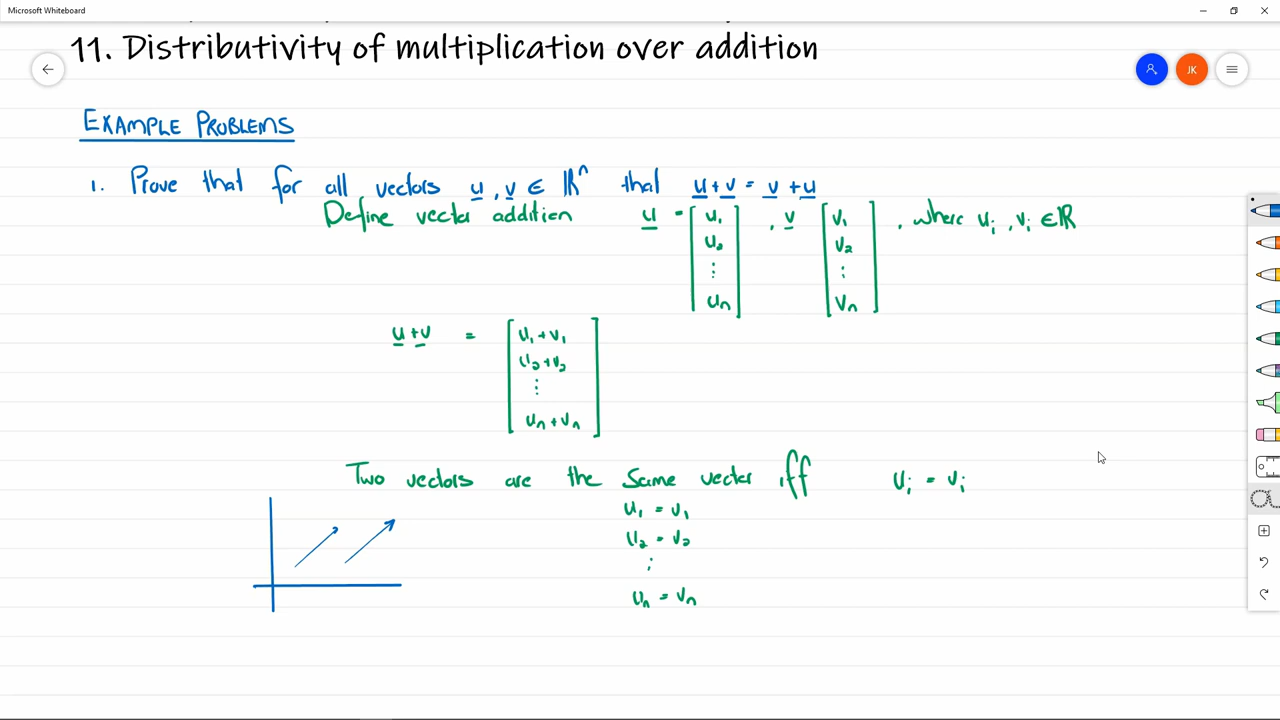 Microsoft Whiteboard
11. Distributivity of multiplication over addition
JK
EXAMPLE PROBLEMS
1. Prove that for all vectors u, v ∈ ℝⁿ that u+v = v+u
Define vector addition u = [u₁ u₂ ⋮ uₙ], v [v₁ v₂ ⋮ vₙ], where uᵢ, vᵢ ∈ ℝ
u+v = [u₁+v₁
u₂+v₂
⋮
uₙ+vₙ]
Two vectors are the same vector iff uᵢ = vᵢ
u₁ = v₁
u₂ = v₂
⋮
uₙ = vₙ